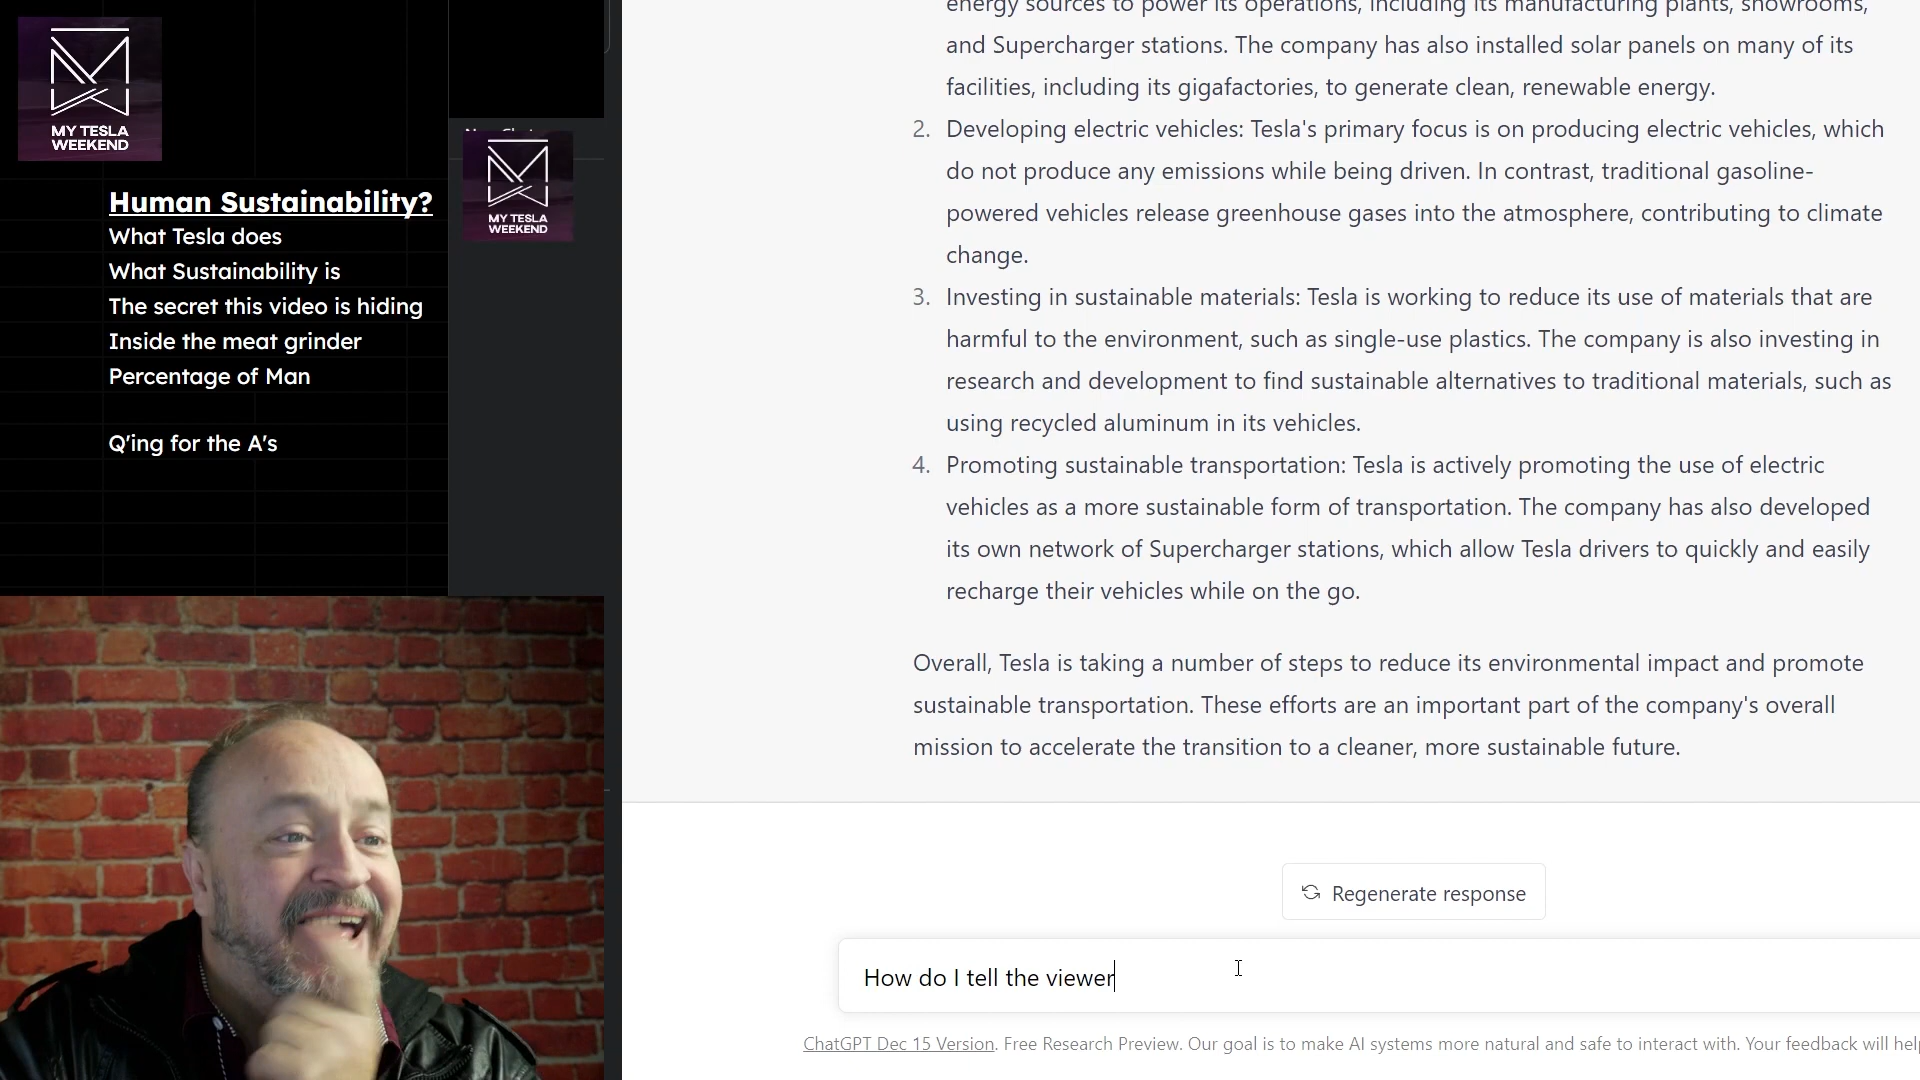 MY TESLA
WEEKEND
Human Sustainability?
What Tesla does
What Sustainability is
The secret this video is hiding
Inside the meat grinder
Percentage of Man
Q'ing for the A's
New Chat
MY TESLA
WEEKEND
energy sources to power its operations, including its manufacturing plants, showrooms,
and Supercharger stations. The company has also installed solar panels on many of its
facilities, including its gigafactories, to generate clean, renewable energy.
2. Developing electric vehicles: Tesla's primary focus is on producing electric vehicles, which
do not produce any emissions while being driven. In contrast, traditional gasoline-
powered vehicles release greenhouse gases into the atmosphere, contributing to climate
change.
3. Investing in sustainable materials: Tesla is working to reduce its use of materials that are
harmful to the environment, such as single-use plastics. The company is also investing in
research and development to find sustainable alternatives to traditional materials, such as
using recycled aluminum in its vehicles.
4. Promoting sustainable transportation: Tesla is actively promoting the use of electric
vehicles as a more sustainable form of transportation. The company has also developed
its own network of Supercharger stations, which allow Tesla drivers to quickly and easily
recharge their vehicles while on the go.
Overall, Tesla is taking a number of steps to reduce its environmental impact and promote
sustainable transportation. These efforts are an important part of the company's overall
mission to accelerate the transition to a cleaner, more sustainable future.
Regenerate response
How do I tell the viewer
ChatGPT Dec 15 Version. Free Research Preview. Our goal is to make AI systems more natural and safe to interact with. Your feedback will hel